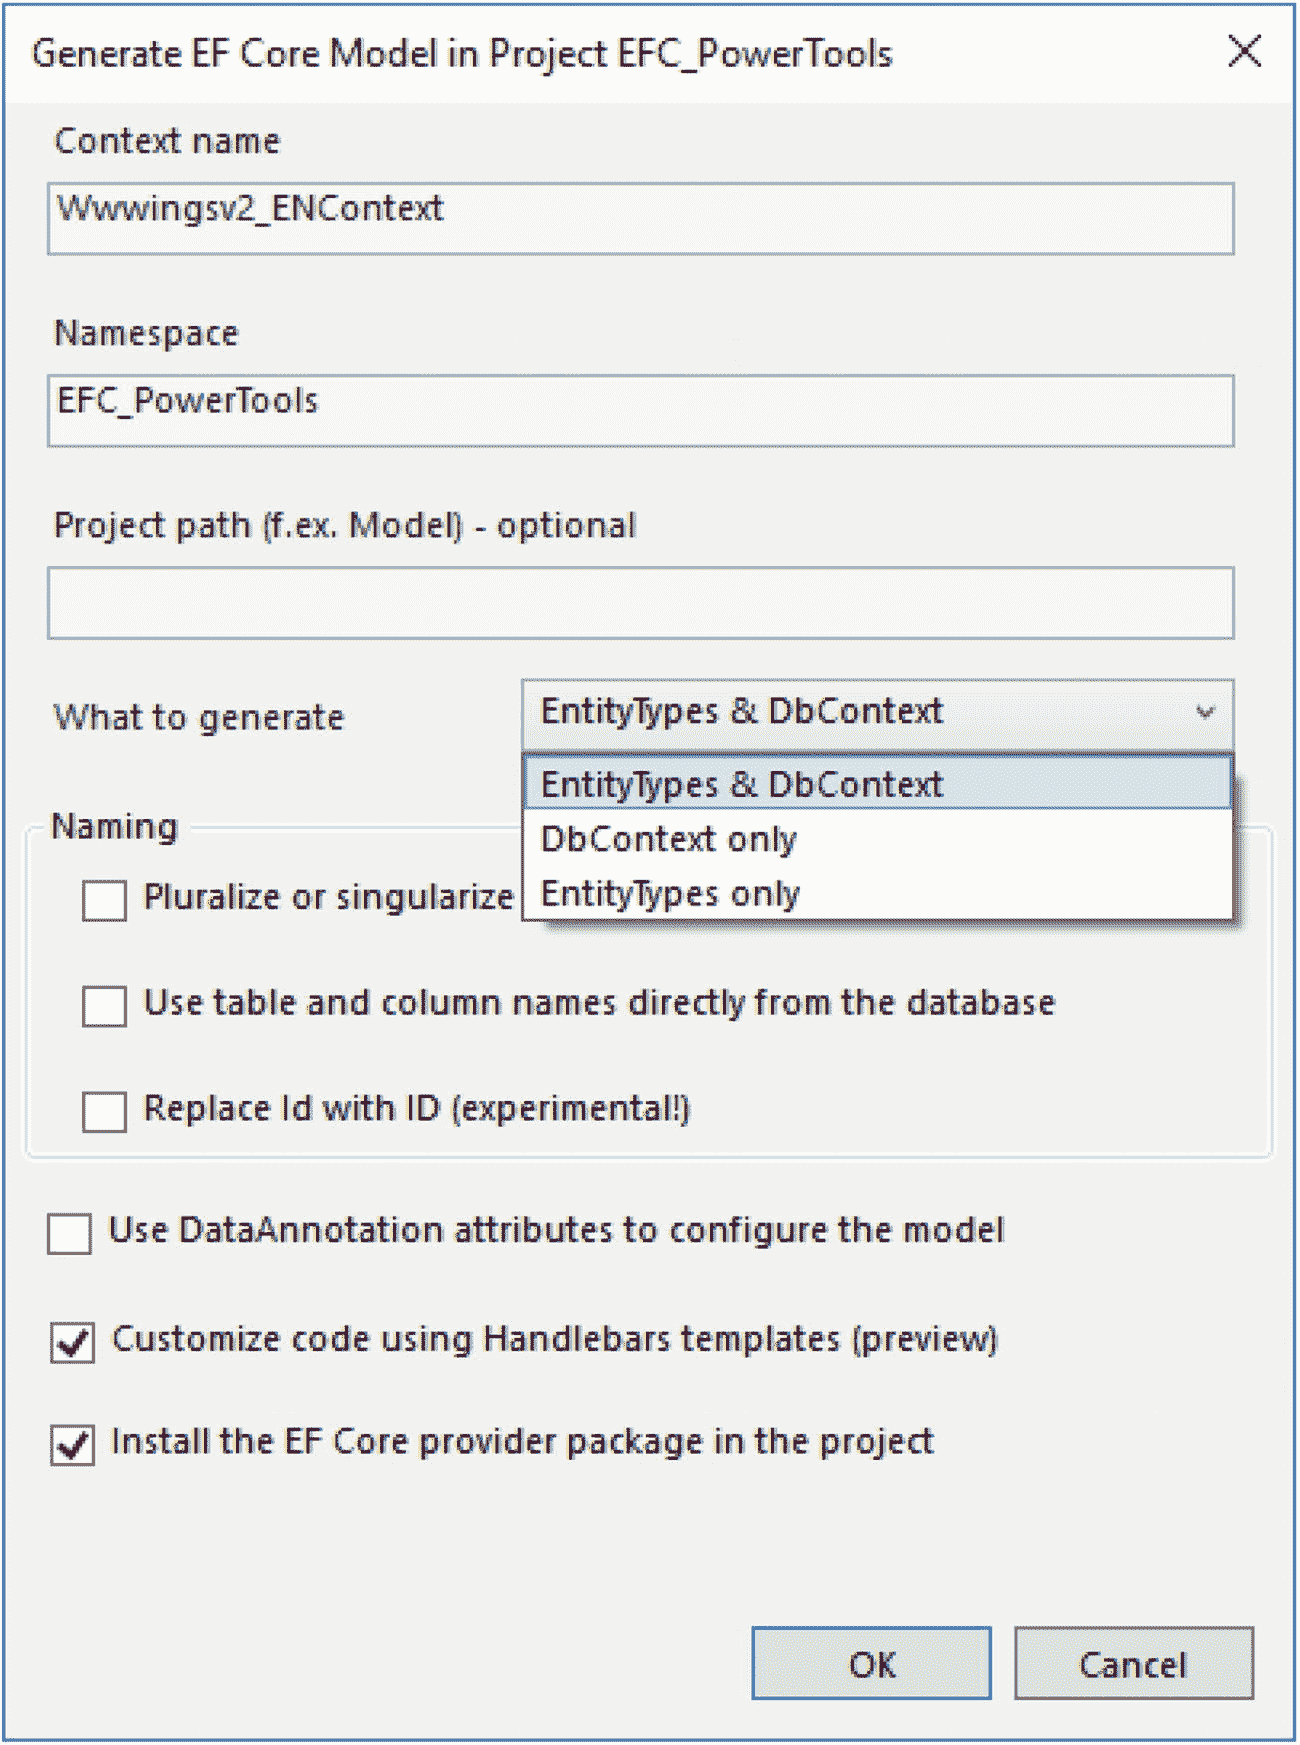 Generate EF Core Model in Project EFC_PowerTools
Context name
Wwwingsv2_ENContext
Namespace
EFC_PowerTools
Project path (f.ex. Model) - optional
What to generate
EntityTypes & DbContext
EntityTypes & DbContext
DbContext only
EntityTypes only
Naming
Pluralize or singularize
Use table and column names directly from the database
Replace Id with ID (experimental!)
Use DataAnnotation attributes to configure the model
Customize code using Handlebars templates (preview)
Install the EF Core provider package in the project
OK
Cancel